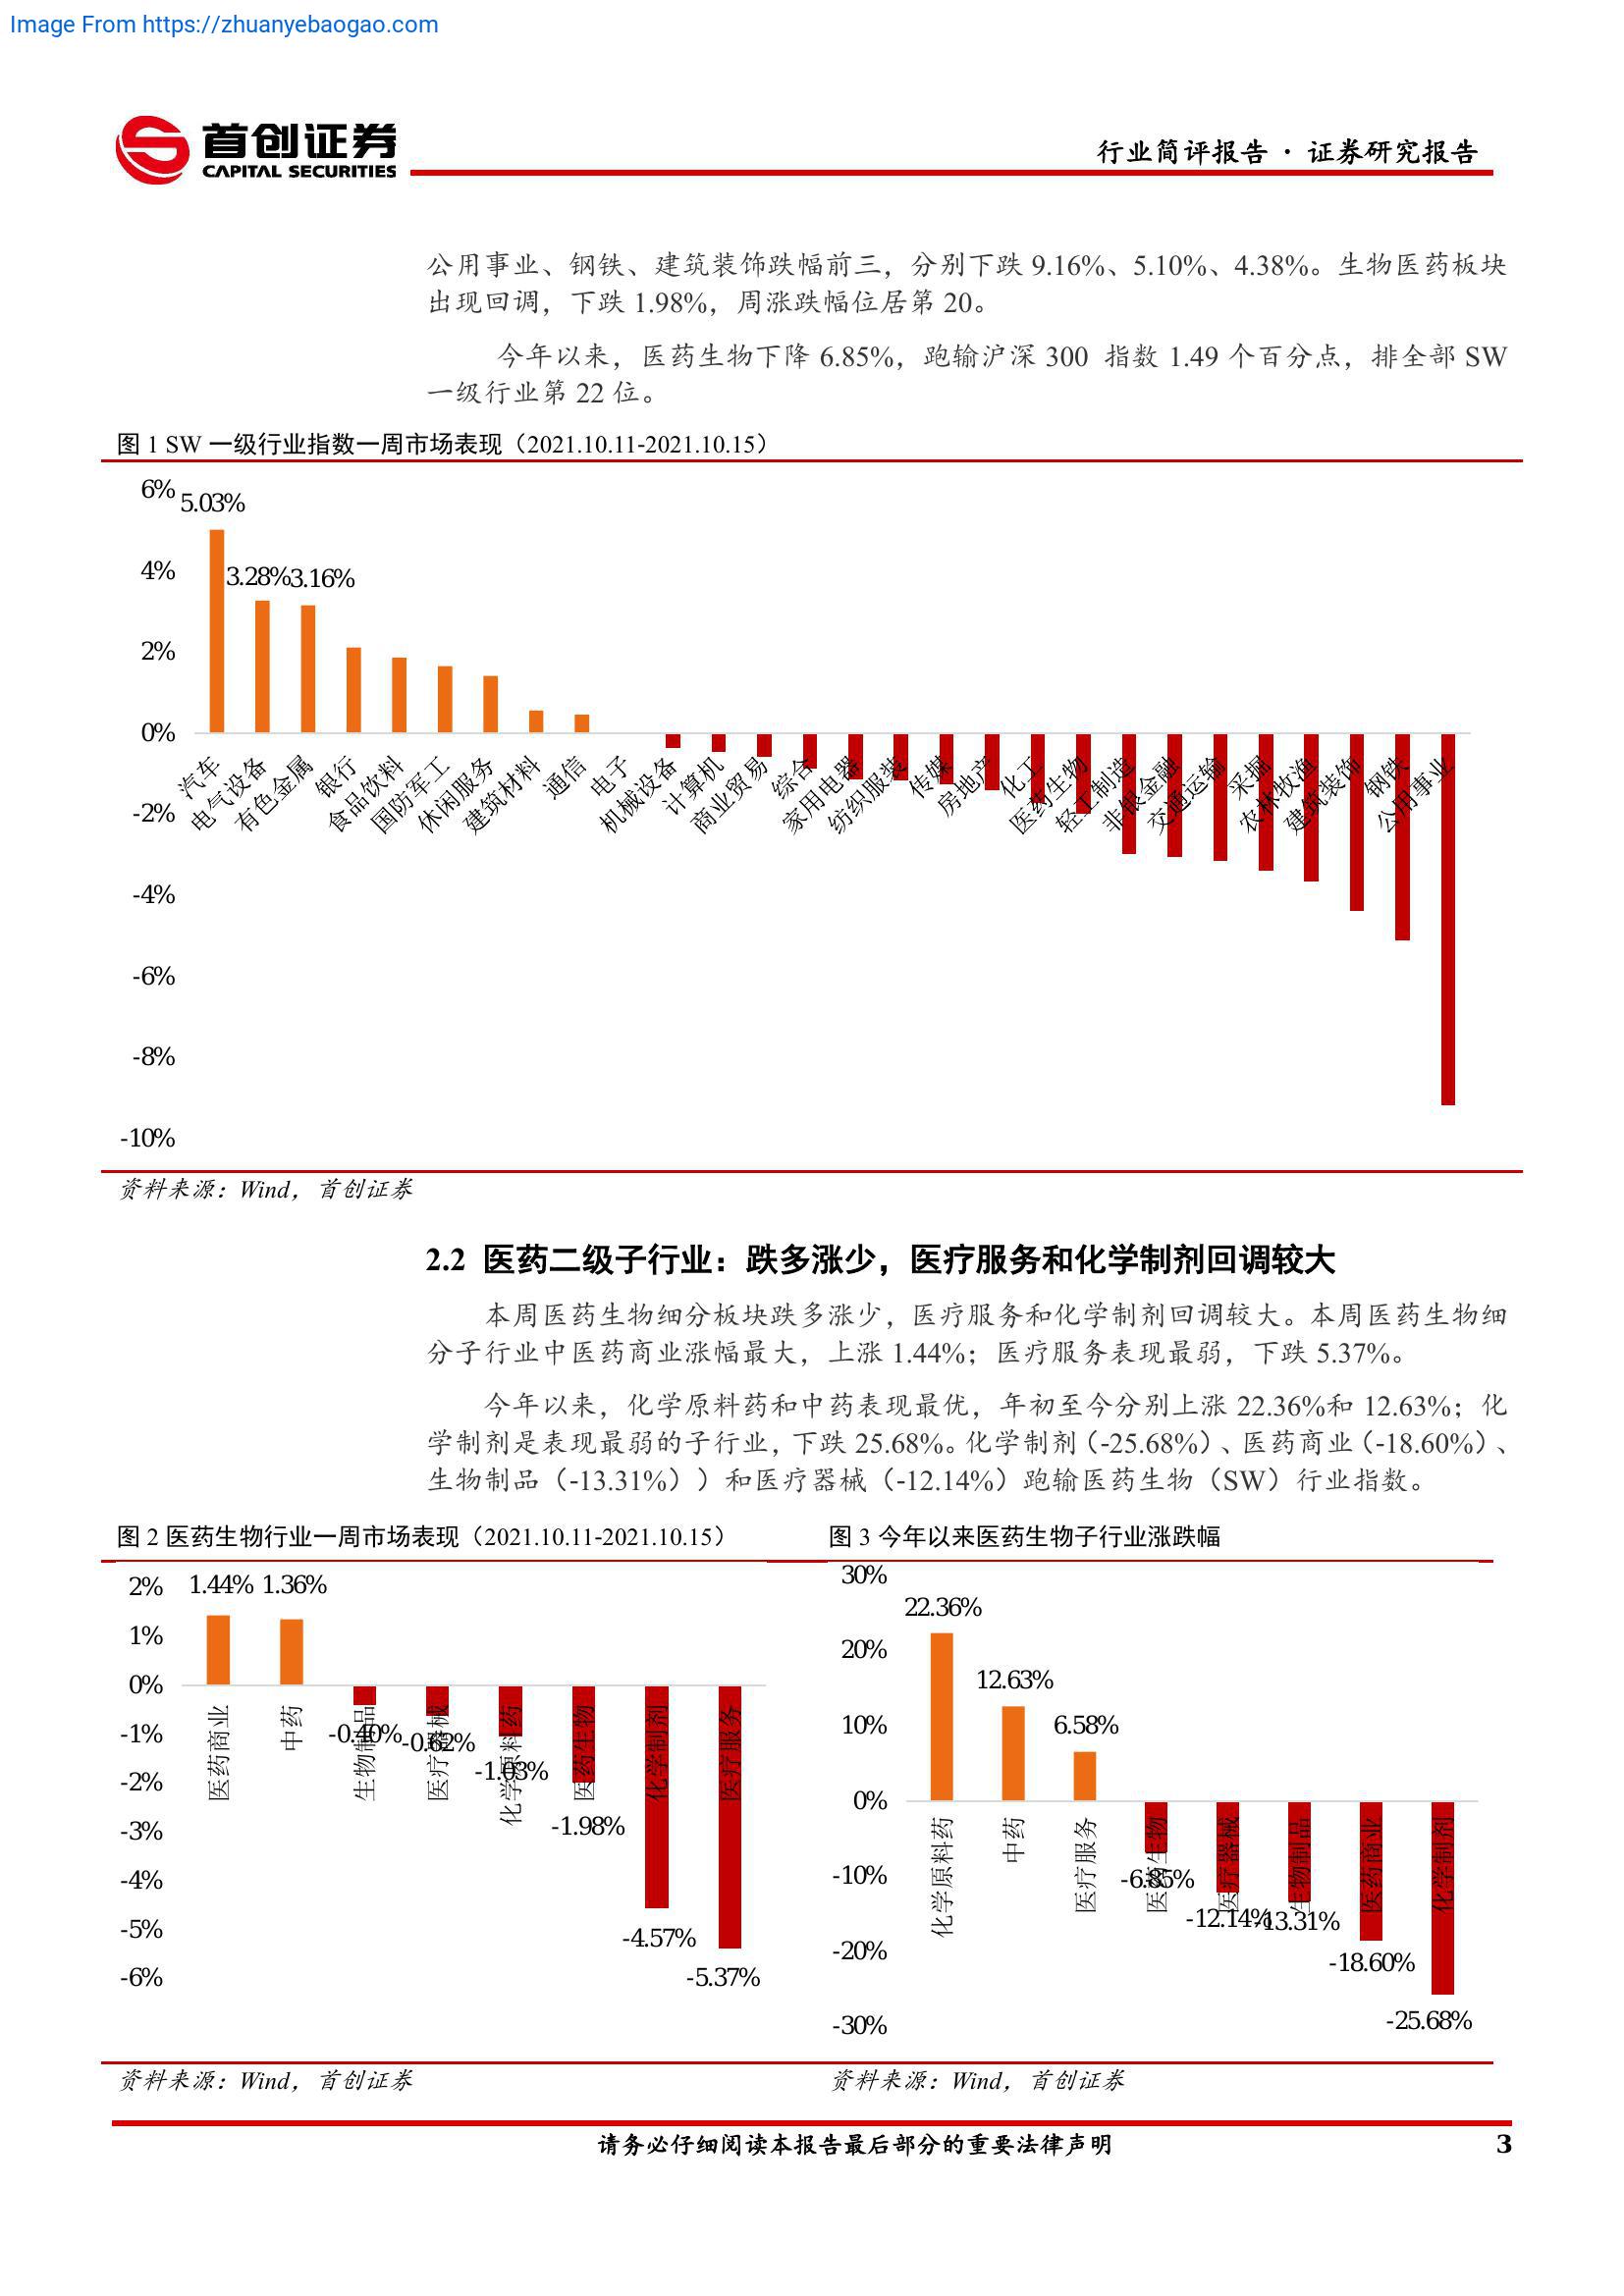 Image From https://zhuanyebaogao.com
首创证券
CAPITAL SECURITIES
行业简评报告 · 证券研究报告
公用事业、钢铁、建筑装饰跌幅前三，分别下跌 9.16%、5.10%、4.38%。生物医药板块
出现回调，下跌 1.98%，周涨跌幅位居第 20。
今年以来，医药生物下降 6.85%，跑输沪深 300 指数 1.49 个百分点，排全部 SW
一级行业第 22 位。
图 1 SW 一级行业指数一周市场表现（2021.10.11-2021.10.15）
6%
4%
2%
0%
-2%
-4%
-6%
-8%
-10%
5.03%
3.28%
3.16%
汽车
电气设备
有色金属
银行
食品饮料
国防军工
休闲服务
建筑材料
通信
电子
机械设备
计算机
商业贸易
综合
家用电器
纺织服装
传媒
房地产
化工
医药生物
轻工制造
非银金融
交通运输
采掘
农林牧渔
建筑装饰
钢铁
公用事业
资料来源：Wind，首创证券
2.2 医药二级子行业：跌多涨少，医疗服务和化学制剂回调较大
本周医药生物细分板块跌多涨少，医疗服务和化学制剂回调较大。本周医药生物细
分子行业中医药商业涨幅最大，上涨 1.44%；医疗服务表现最弱，下跌 5.37%。
今年以来，化学原料药和中药表现最优，年初至今分别上涨 22.36%和 12.63%；化
学制剂是表现最弱的子行业，下跌 25.68%。化学制剂（-25.68%）、医药商业（-18.60%）、
生物制品（-13.31%））和医疗器械（-12.14%）跑输医药生物（SW）行业指数。
图 2 医药生物行业一周市场表现（2021.10.11-2021.10.15）
2%
1%
0%
-1%
-2%
-3%
-4%
-5%
-6%
1.44%
1.36%
-0.40%
-0.62%
-1.03%
-1.98%
-4.57%
-5.37%
医药商业
中药
生物制品
医疗器械
化学原料药
医药生物
化学制剂
医疗服务
资料来源：Wind，首创证券
图 3 今年以来医药生物子行业涨跌幅
30%
20%
10%
0%
-10%
-20%
-30%
22.36%
12.63%
6.58%
-6.85%
-12.14%
-13.31%
-18.60%
-25.68%
化学原料药
中药
医疗服务
医药生物
医疗器械
生物制品
医药商业
化学制剂
资料来源：Wind，首创证券
请务必仔细阅读本报告最后部分的重要法律声明
3